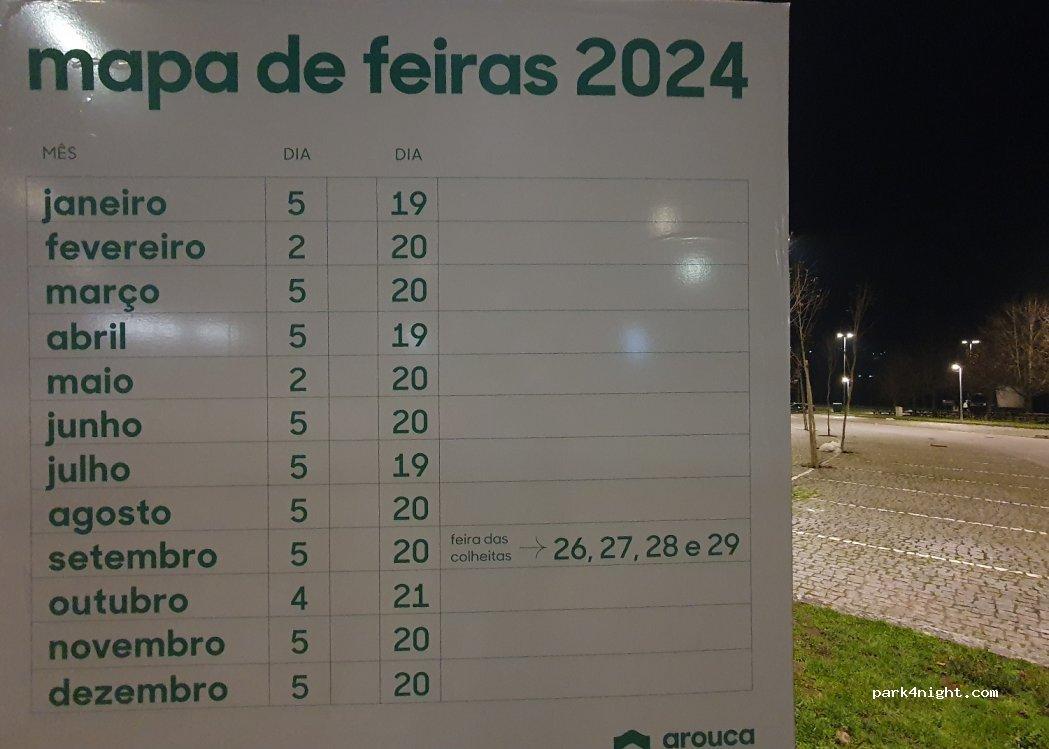 mapa de feiras 2024
MÊS DIA DIA
janeiro 5 19
fevereiro 2 20
março 5 20
abril 5 19
maio 2 20
junho 5 20
julho 5 19
agosto 5 20
setembro 5 20 feira das colheitas → 26, 27, 28 e 29
outubro 4 21
novembro 5 20
dezembro 5 20
arouca
park4night.com